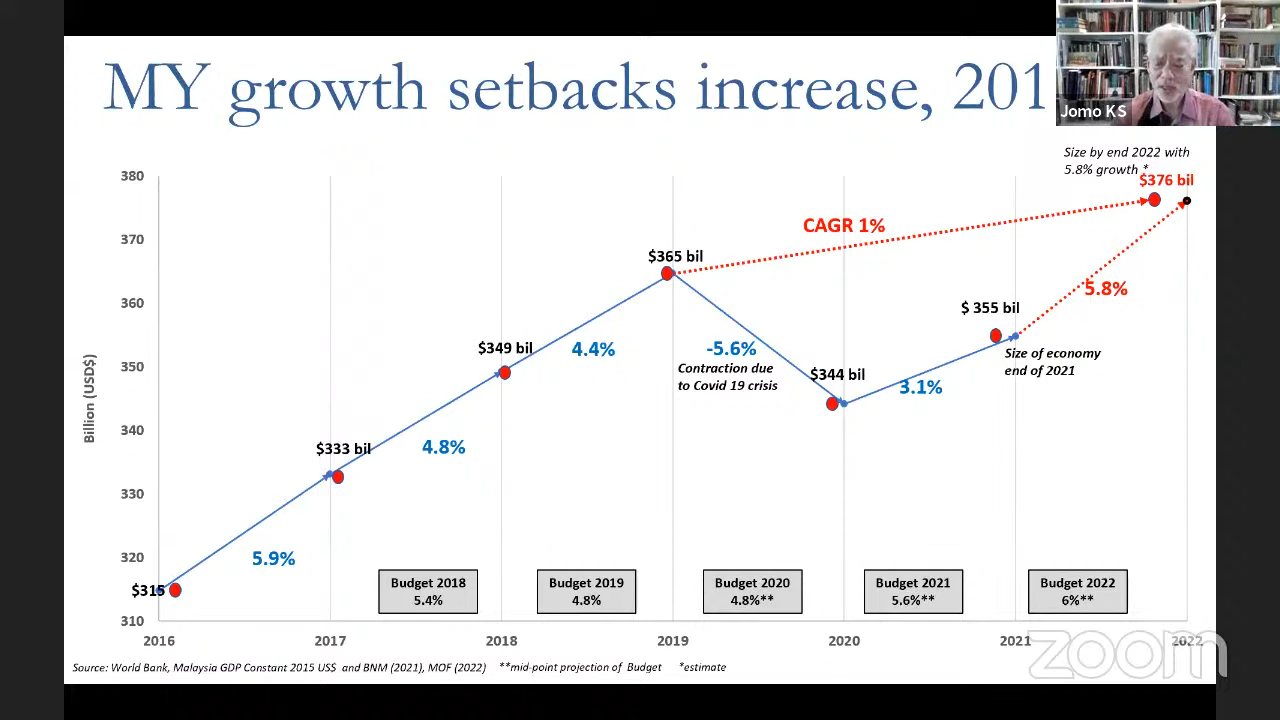 MY growth setbacks increase, 201
Jomo KS
Size by end 2022 with
5.8% growth *
$376 bil
380
370
360
350
340
330
320
310
Billion (USD$)
CAGR 1%
$365 bil
5.8%
$ 355 bil
$349 bil
4.4%
-5.6%
Contraction due
to Covid 19 crisis
Size of economy
end of 2021
$344 bil
3.1%
$333 bil
4.8%
5.9%
$315
Budget 2018
5.4%
Budget 2019
4.8%
Budget 2020
4.8%**
Budget 2021
5.6%**
Budget 2022
6%**
2016
2017
2018
2019
2020
2021
2022
zoom
Source: World Bank, Malaysia GDP Constant 2015 US$ and BNM (2021), MOF (2022) **mid-point projection of Budget *estimate